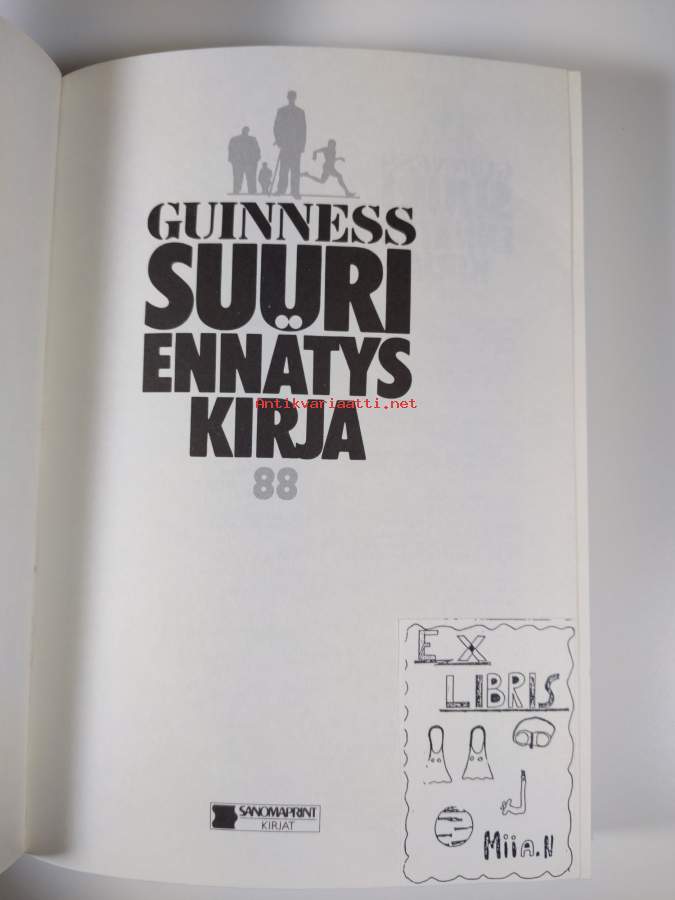 GUINNESS
SUURI
ENNÄTYS
KIRJA
Antikvariaatti.net
88
EX
LIBRIS
Miia.N
SANOMAPRINT
KIRJAT